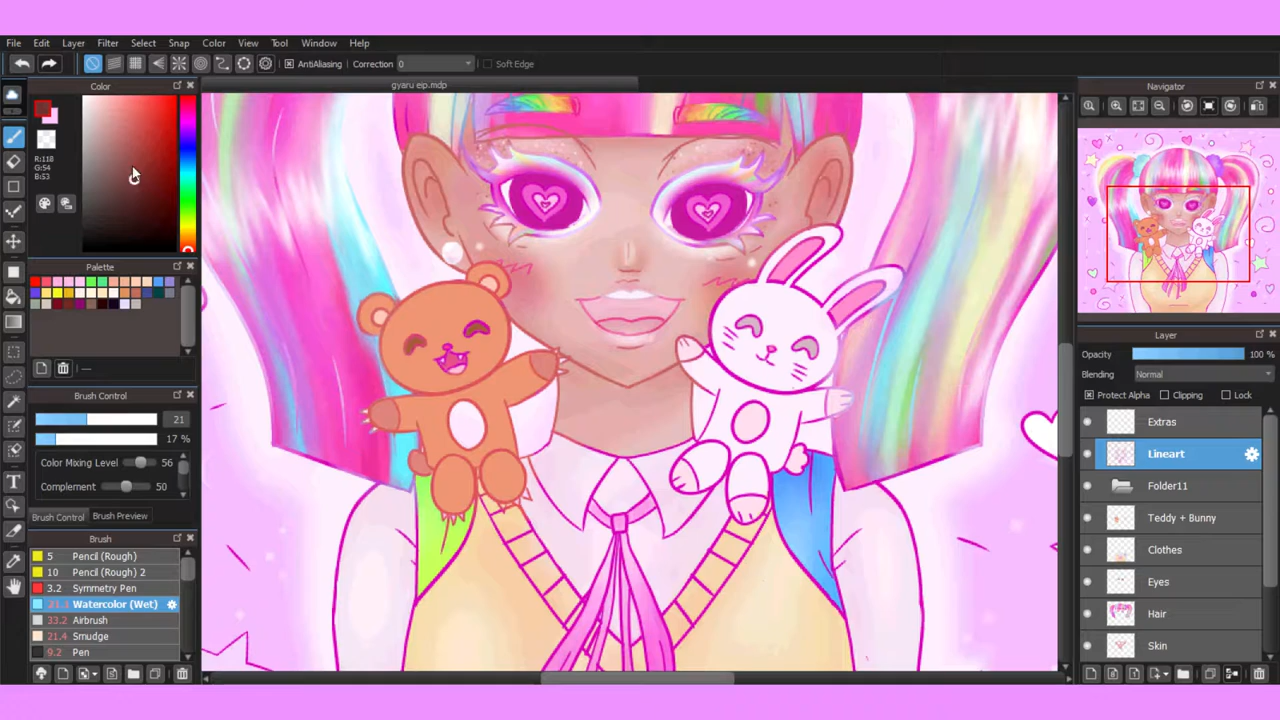 File Edit Layer Filter Select Snap Color View Tool Window Help
AntiAliasing Correction 0 Soft Edge
Color
gyaru eip.mdp
Navigator
R:118
G:54
B:53
Palette
---
Brush Control
21
17 %
Color Mixing Level 56
Complement 50
Brush Control Brush Preview
Brush
5 Pencil (Rough)
10 Pencil (Rough) 2
3.2 Symmetry Pen
21.1 Watercolor (Wet)
33.2 Airbrush
21.4 Smudge
9.2 Pen
Layer
Opacity 100 %
Blending Normal
Protect Alpha Clipping Lock
Extras
Lineart
Folder11
Teddy + Bunny
Clothes
Eyes
Hair
Skin